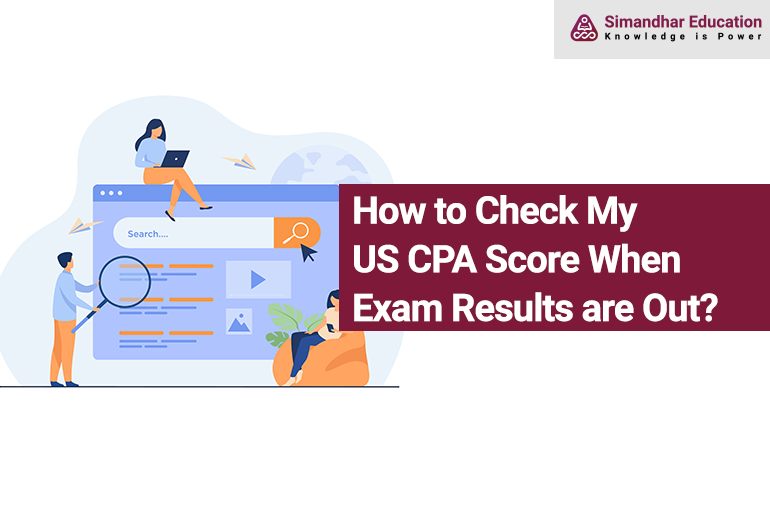 Simandhar Education
Knowledge is Power
Search....
How to Check My
US CPA Score When
Exam Results are Out?